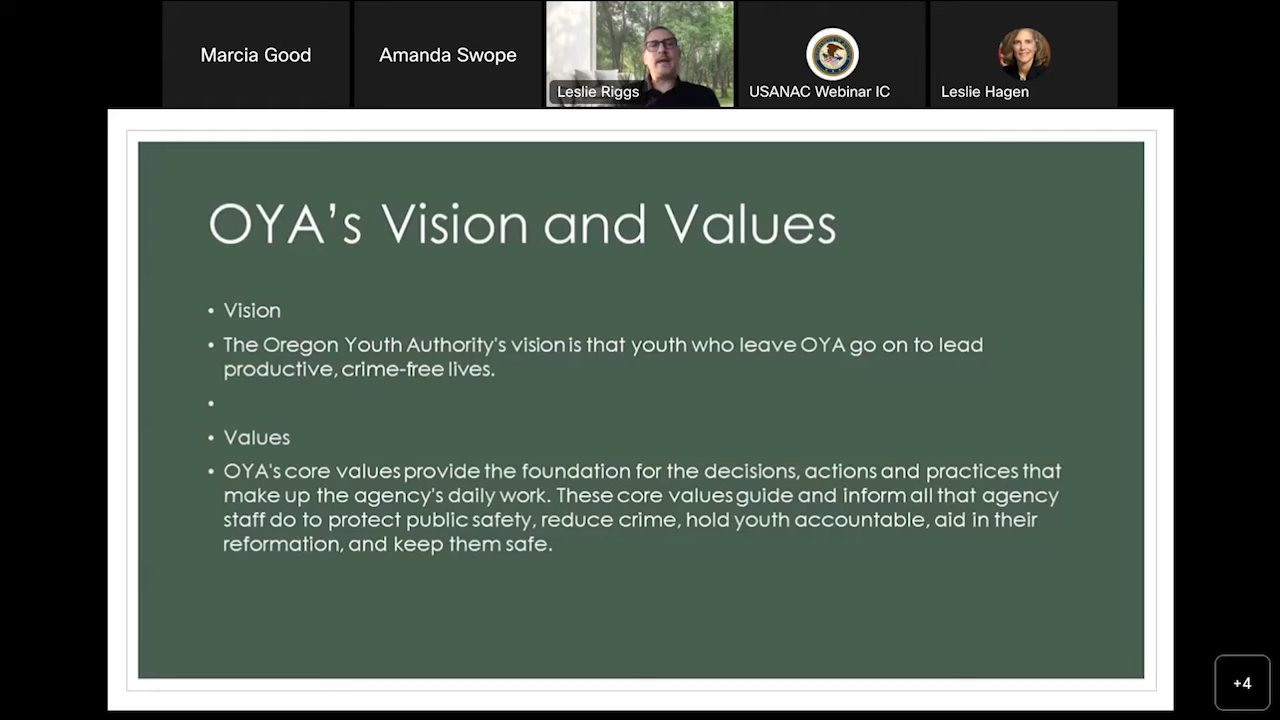 Marcia Good
Amanda Swope
Leslie Riggs
USANAC Webinar IC
Leslie Hagen
OYA's Vision and Values
• Vision
• The Oregon Youth Authority's vision is that youth who leave OYA go on to lead
productive, crime-free lives.
•
• Values
• OYA's core values provide the foundation for the decisions, actions and practices that
make up the agency's daily work. These core values guide and inform all that agency
staff do to protect public safety, reduce crime, hold youth accountable, aid in their
reformation, and keep them safe.
+4